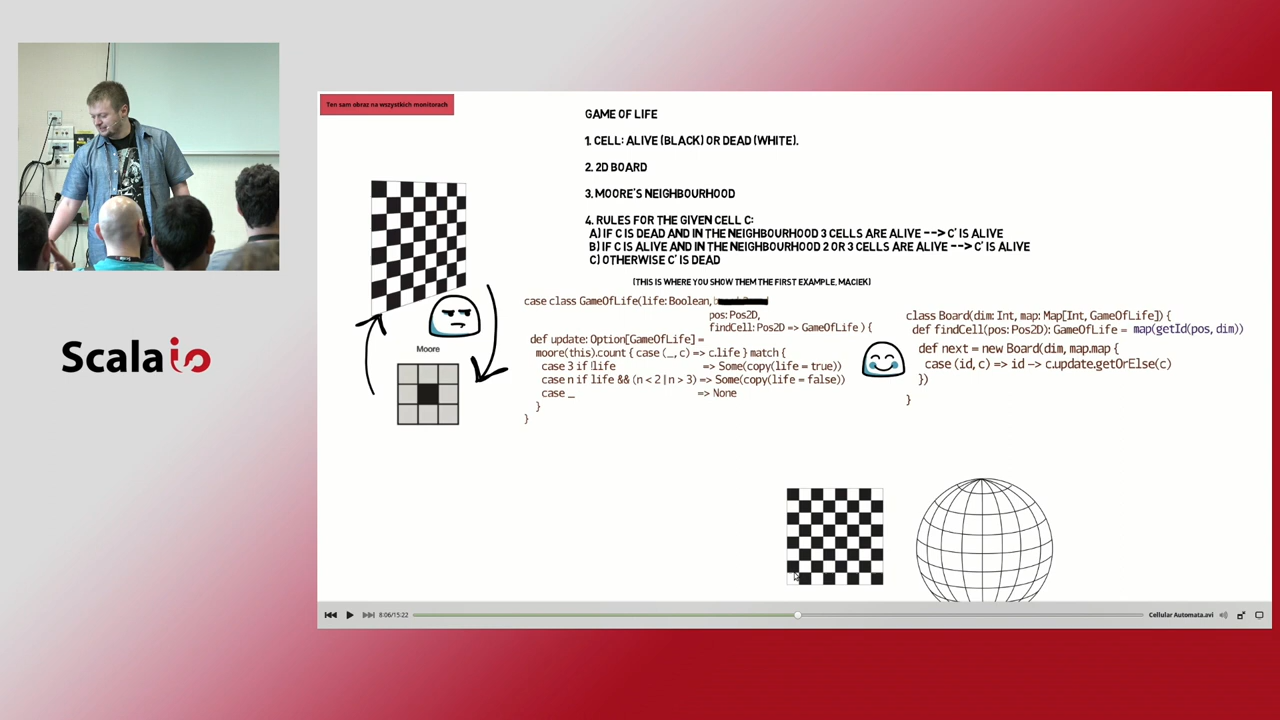 Ten sam obraz na wszystkich monitorach
GAME OF LIFE
1. CELL: ALIVE (BLACK) OR DEAD (WHITE).
2. 2D BOARD
3. MOORE'S NEIGHBOURHOOD
4. RULES FOR THE GIVEN CELL C:
A) IF C IS DEAD AND IN THE NEIGHBOURHOOD 3 CELLS ARE ALIVE --> C' IS ALIVE
B) IF C IS ALIVE AND IN THE NEIGHBOURHOOD 2 OR 3 CELLS ARE ALIVE --> C' IS ALIVE
C) OTHERWISE C' IS DEAD
(THIS IS WHERE YOU SHOW THEM THE FIRST EXAMPLE, MACIEK)
Moore
case class GameOfLife(life: Boolean,
pos: Pos2D,
findCell: Pos2D => GameOfLife ) {
def update: Option[GameOfLife] =
moore(this).count { case (_, c) => c.life } match {
case 3 if !life => Some(copy(life = true))
case n if life && (n < 2 | n > 3) => Some(copy(life = false))
case _ => None
}
}
class Board(dim: Int, map: Map[Int, GameOfLife]) {
def findCell(pos: Pos2D): GameOfLife = map(getId(pos, dim))
def next = new Board(dim, map.map {
case (id, c) => id -> c.update.getOrElse(c)
})
}
Scala io
8:06/15:22
Cellular Automata.avi